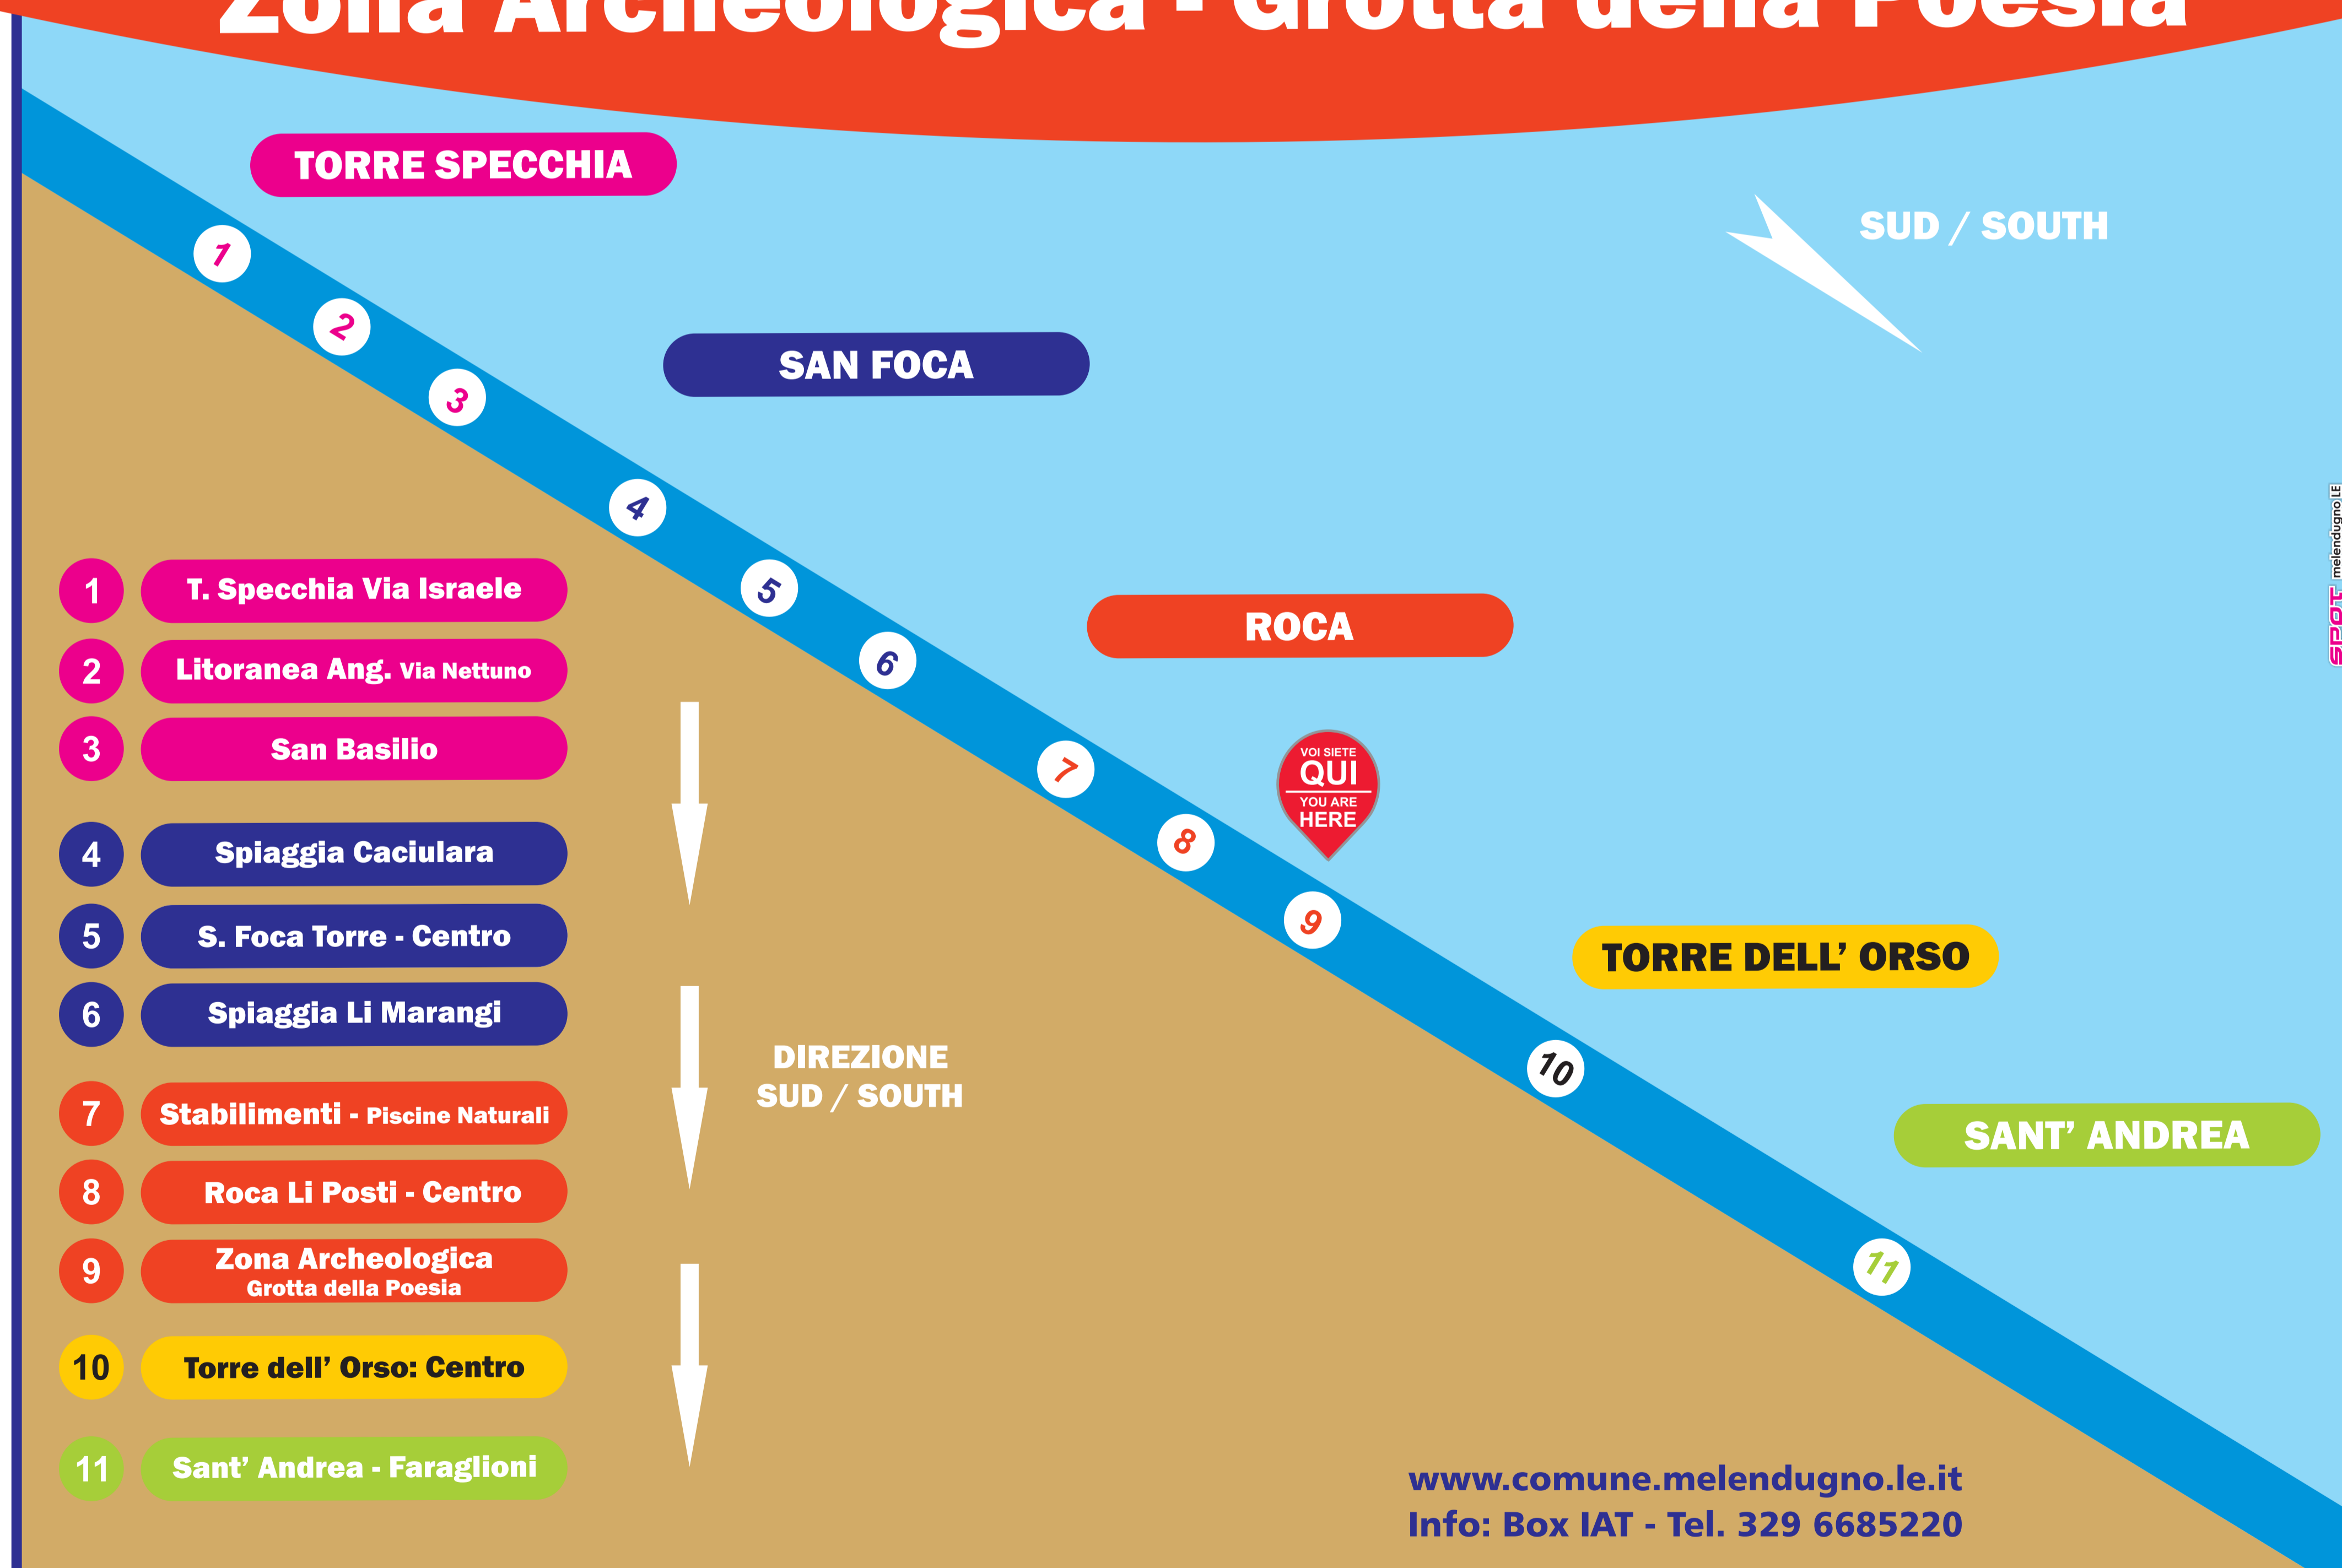 Zona Archeologica - Grotta della Poesia
TORRE SPECCHIA
SUD / SOUTH
1
2
SAN FOCA
3
4
5
ROCA
6
VOI SIETE
QUI
YOU ARE
HERE
7
8
9
TORRE DELL’ ORSO
10
SANT’ ANDREA
11
1 T. Specchia Via Israele
2 Litoranea Ang. Via Nettuno
3 San Basilio
4 Spiaggia Caciulara
5 S. Foca Torre - Centro
6 Spiaggia Li Marangi
7 Stabilimenti - Piscine Naturali
8 Roca Li Posti - Centro
9 Zona Archeologica
Grotta della Poesia
10 Torre dell’ Orso: Centro
11 Sant’ Andrea - Faraglioni
DIREZIONE
SUD / SOUTH
www.comune.melendugno.le.it
Info: Box IAT - Tel. 329 6685220
SPOT melendugno LE